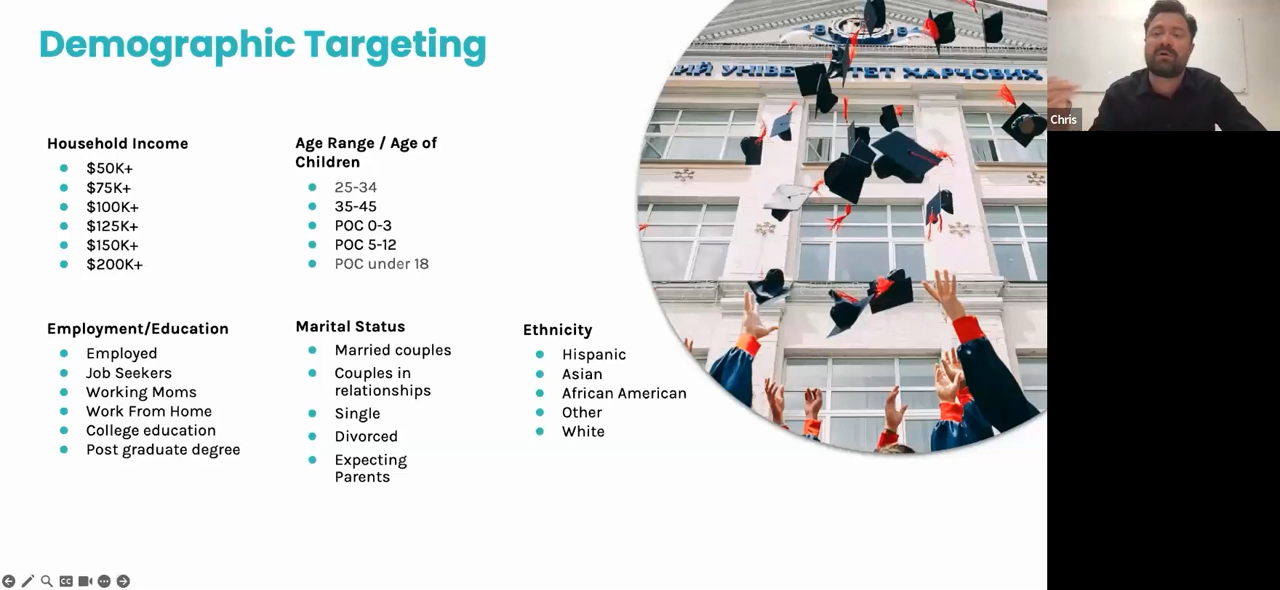 Demographic Targeting
Household Income
$50K+
$75K+
$100K+
$125K+
$150K+
$200K+
Age Range / Age of
Children
25-34
35-45
POC 0-3
POC 5-12
POC under 18
Employment/Education
Employed
Job Seekers
Working Moms
Work From Home
College education
Post graduate degree
Marital Status
Married couples
Couples in
relationships
Single
Divorced
Expecting
Parents
Ethnicity
Hispanic
Asian
African American
Other
White
ХАРЧОВИХ
Chris
CC